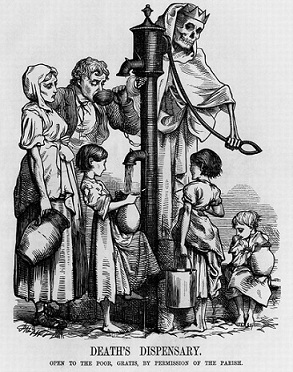 DEATH'S DISPENSARY.
OPEN TO THE POOR, GRATIS, BY PERMISSION OF THE PARISH.